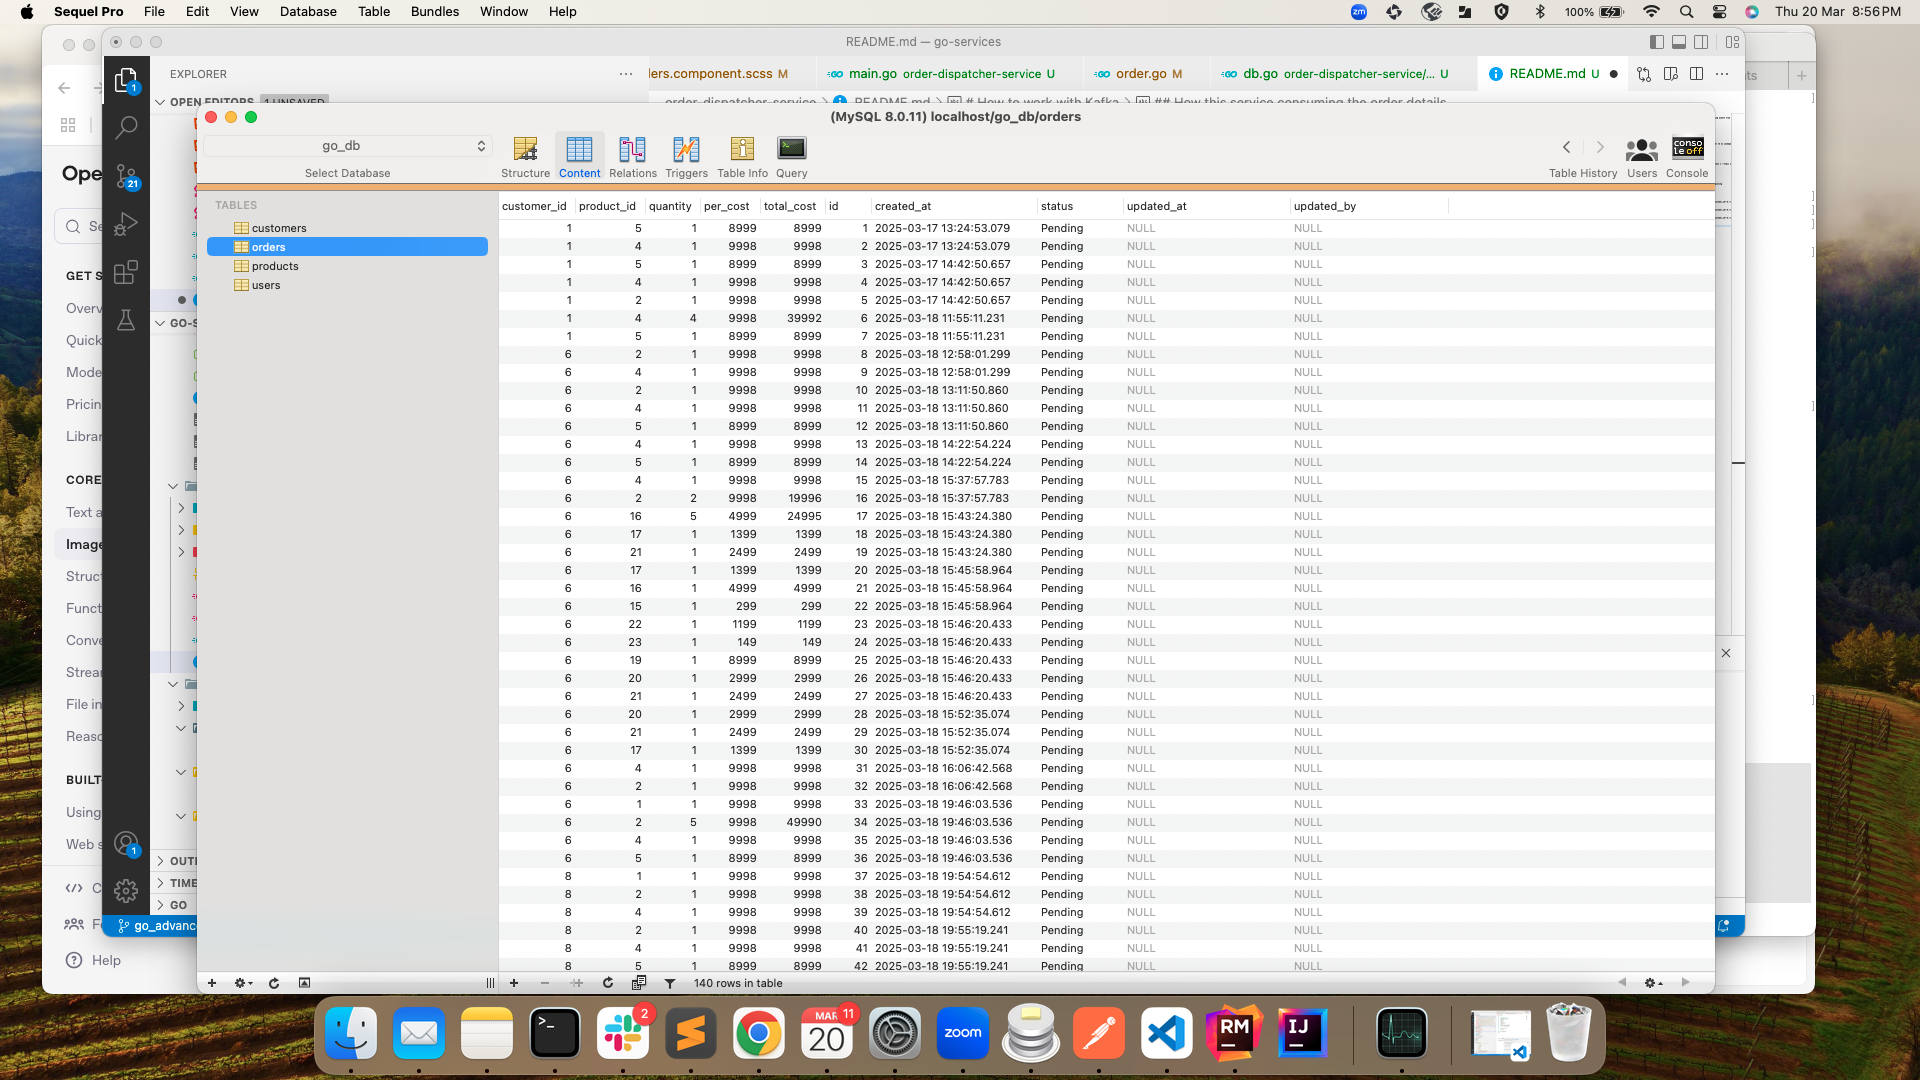 Sequel Pro File Edit View Database Table Bundles Window Help
zm 100% Thu 20 Mar 8:56 PM
README.md — go-services
EXPLORER
OPEN EDITORS 1 UNSAVED
lers.component.scss M main.go order-dispatcher-service U order.go M db.go order-dispatcher-service/... U README.md U
order-dispatcher-service > README.md > # How to work with Kafka > ## How this service consuming the order details
(MySQL 8.0.11) localhost/go_db/orders
go_db
Select Database
Structure Content Relations Triggers Table Info Query
Table History Users Console
conso
le off
TABLES
customers
orders
products
users
customer_id product_id quantity per_cost total_cost id created_at status updated_at updated_by
1 5 1 8999 8999 1 2025-03-17 13:24:53.079 Pending NULL NULL
1 4 1 9998 9998 2 2025-03-17 13:24:53.079 Pending NULL NULL
1 5 1 8999 8999 3 2025-03-17 14:42:50.657 Pending NULL NULL
1 4 1 9998 9998 4 2025-03-17 14:42:50.657 Pending NULL NULL
1 2 1 9998 9998 5 2025-03-17 14:42:50.657 Pending NULL NULL
1 4 4 9998 39992 6 2025-03-18 11:55:11.231 Pending NULL NULL
1 5 1 8999 8999 7 2025-03-18 11:55:11.231 Pending NULL NULL
6 2 1 9998 9998 8 2025-03-18 12:58:01.299 Pending NULL NULL
6 4 1 9998 9998 9 2025-03-18 12:58:01.299 Pending NULL NULL
6 2 1 9998 9998 10 2025-03-18 13:11:50.860 Pending NULL NULL
6 4 1 9998 9998 11 2025-03-18 13:11:50.860 Pending NULL NULL
6 5 1 8999 8999 12 2025-03-18 13:11:50.860 Pending NULL NULL
6 4 1 9998 9998 13 2025-03-18 14:22:54.224 Pending NULL NULL
6 5 1 8999 8999 14 2025-03-18 14:22:54.224 Pending NULL NULL
6 4 1 9998 9998 15 2025-03-18 15:37:57.783 Pending NULL NULL
6 2 2 9998 19996 16 2025-03-18 15:37:57.783 Pending NULL NULL
6 16 5 4999 24995 17 2025-03-18 15:43:24.380 Pending NULL NULL
6 17 1 1399 1399 18 2025-03-18 15:43:24.380 Pending NULL NULL
6 21 1 2499 2499 19 2025-03-18 15:43:24.380 Pending NULL NULL
6 17 1 1399 1399 20 2025-03-18 15:45:58.964 Pending NULL NULL
6 16 1 4999 4999 21 2025-03-18 15:45:58.964 Pending NULL NULL
6 15 1 299 299 22 2025-03-18 15:45:58.964 Pending NULL NULL
6 22 1 1199 1199 23 2025-03-18 15:46:20.433 Pending NULL NULL
6 23 1 149 149 24 2025-03-18 15:46:20.433 Pending NULL NULL
6 19 1 8999 8999 25 2025-03-18 15:46:20.433 Pending NULL NULL
6 20 1 2999 2999 26 2025-03-18 15:46:20.433 Pending NULL NULL
6 21 1 2499 2499 27 2025-03-18 15:46:20.433 Pending NULL NULL
6 20 1 2999 2999 28 2025-03-18 15:52:35.074 Pending NULL NULL
6 21 1 2499 2499 29 2025-03-18 15:52:35.074 Pending NULL NULL
6 17 1 1399 1399 30 2025-03-18 15:52:35.074 Pending NULL NULL
6 4 1 9998 9998 31 2025-03-18 16:06:42.568 Pending NULL NULL
6 2 1 9998 9998 32 2025-03-18 16:06:42.568 Pending NULL NULL
6 1 1 9998 9998 33 2025-03-18 19:46:03.536 Pending NULL NULL
6 2 5 9998 49990 34 2025-03-18 19:46:03.536 Pending NULL NULL
6 4 1 9998 9998 35 2025-03-18 19:46:03.536 Pending NULL NULL
6 5 1 8999 8999 36 2025-03-18 19:46:03.536 Pending NULL NULL
8 1 1 9998 9998 37 2025-03-18 19:54:54.612 Pending NULL NULL
8 2 1 9998 9998 38 2025-03-18 19:54:54.612 Pending NULL NULL
8 4 1 9998 9998 39 2025-03-18 19:54:54.612 Pending NULL NULL
8 2 1 9998 9998 40 2025-03-18 19:55:19.241 Pending NULL NULL
8 4 1 9998 9998 41 2025-03-18 19:55:19.241 Pending NULL NULL
8 5 1 8999 8999 42 2025-03-18 19:55:19.241 Pending NULL NULL
140 rows in table
Ope
Se
GET S
Overv
Quick
Mode
Pricin
Librar
CORE
Text a
Image
Struct
Funct
Conve
Strear
File in
Reaso
BUILT-
Using
Web s
C
Fo
Help
1
21
GO-S
OUTL
TIME
GO
1
go_advanc
2
MAR 11
20
zoom
RM
IJ